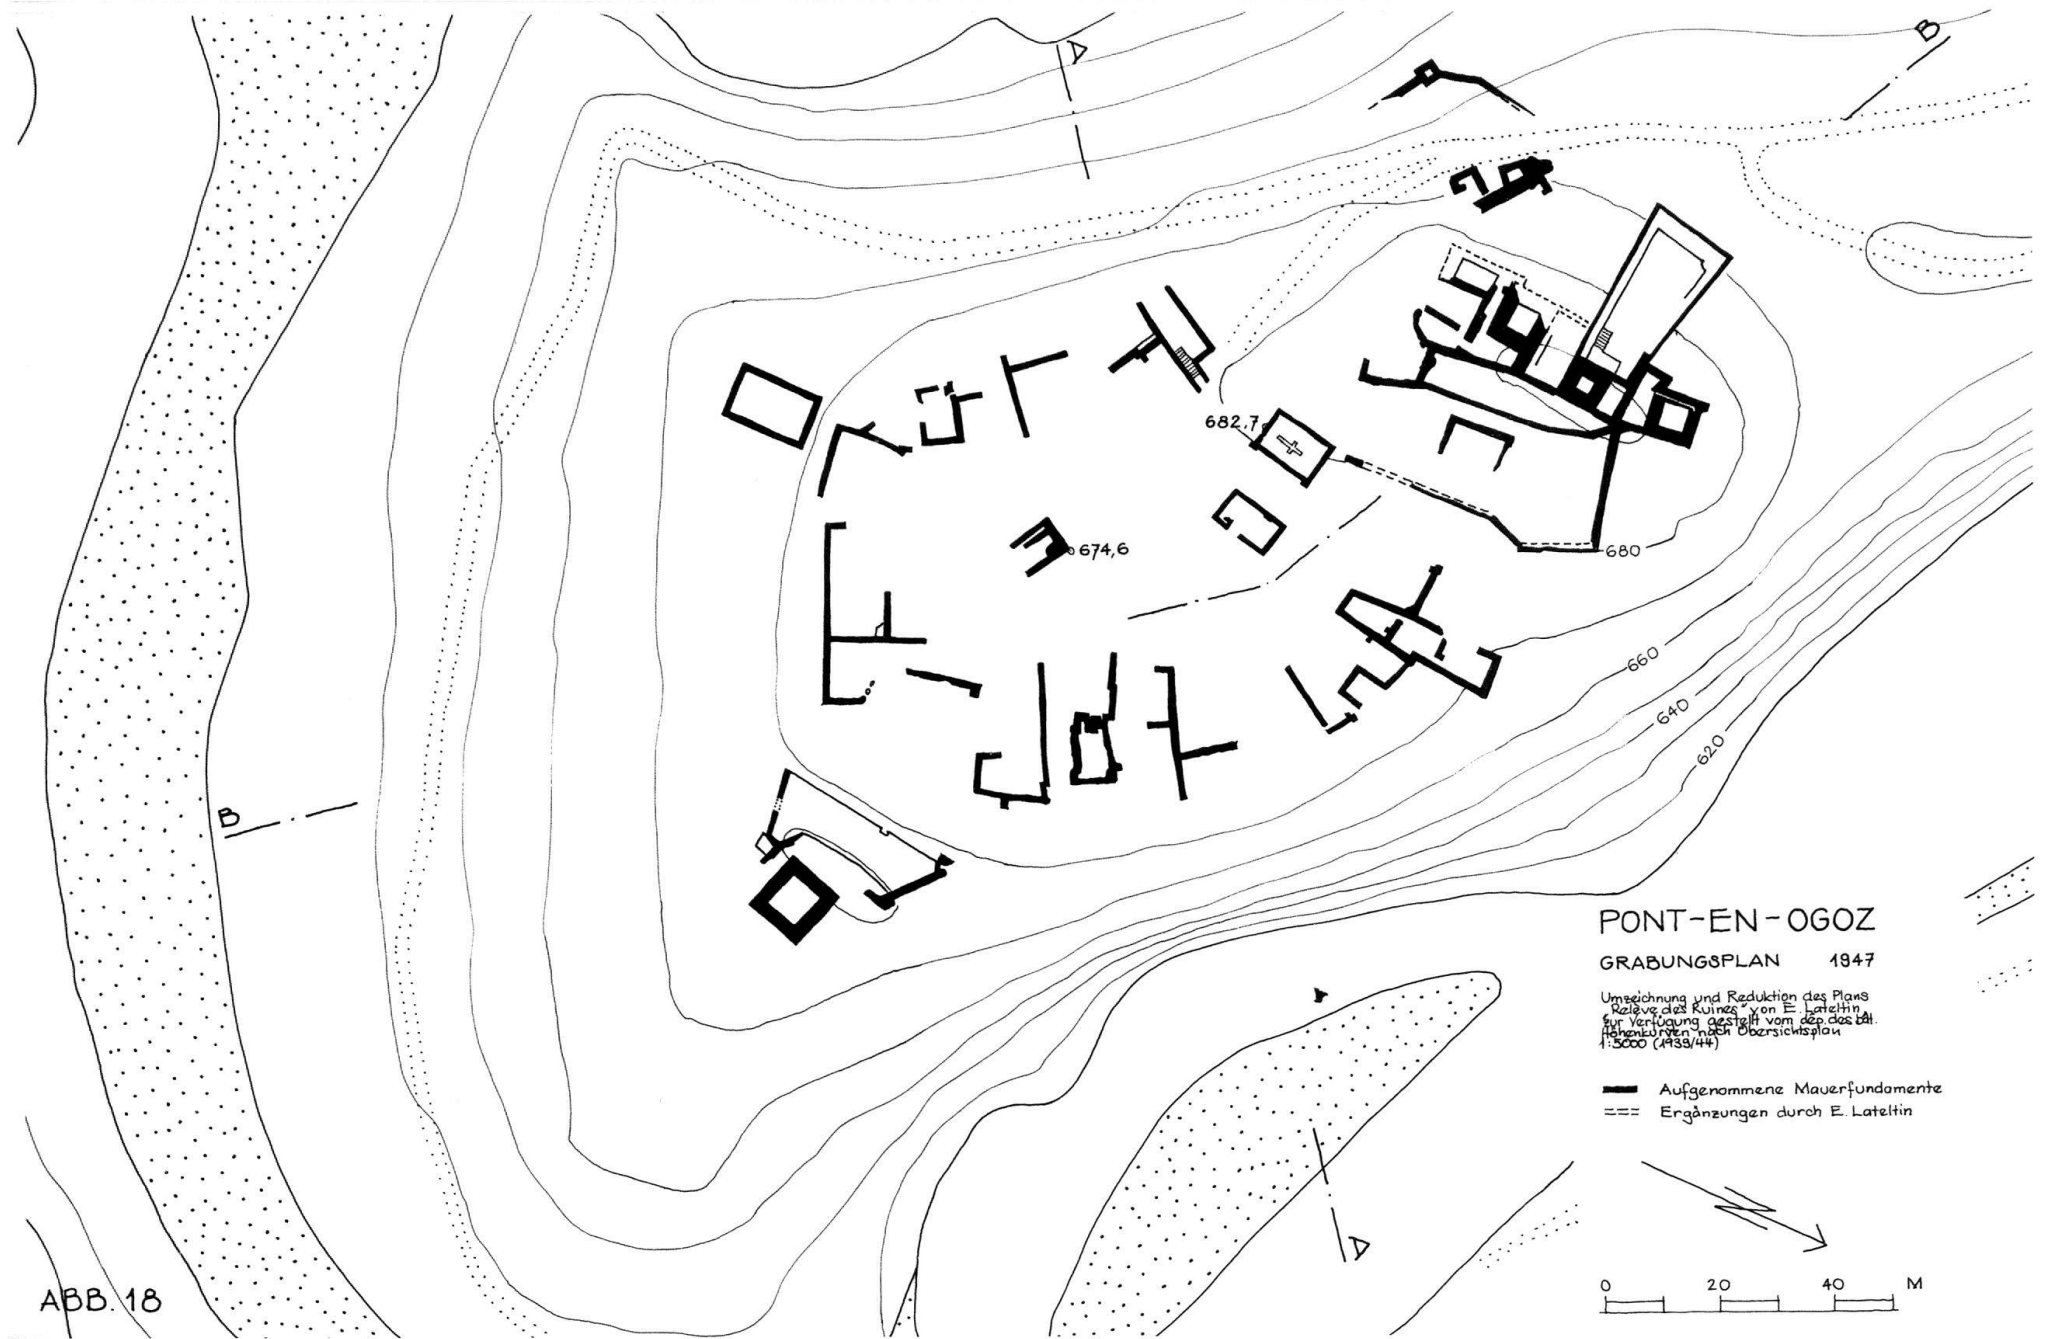 D
B
682,7
674,6
680
660
640
620
B
PONT-EN-OGOZ
GRABUNGSPLAN 1947
Umzeichnung und Reduktion des Plans
"Relevé des Ruines" von E. Lateltin
zur Verfügung gestellt vom dép. des bât.
Höhenkurven nach Übersichtsplan
1:5000 (1939/44)
Aufgenommene Mauerfundamente
Ergänzungen durch E. Lateltin
D
0 20 40 M
ABB. 18